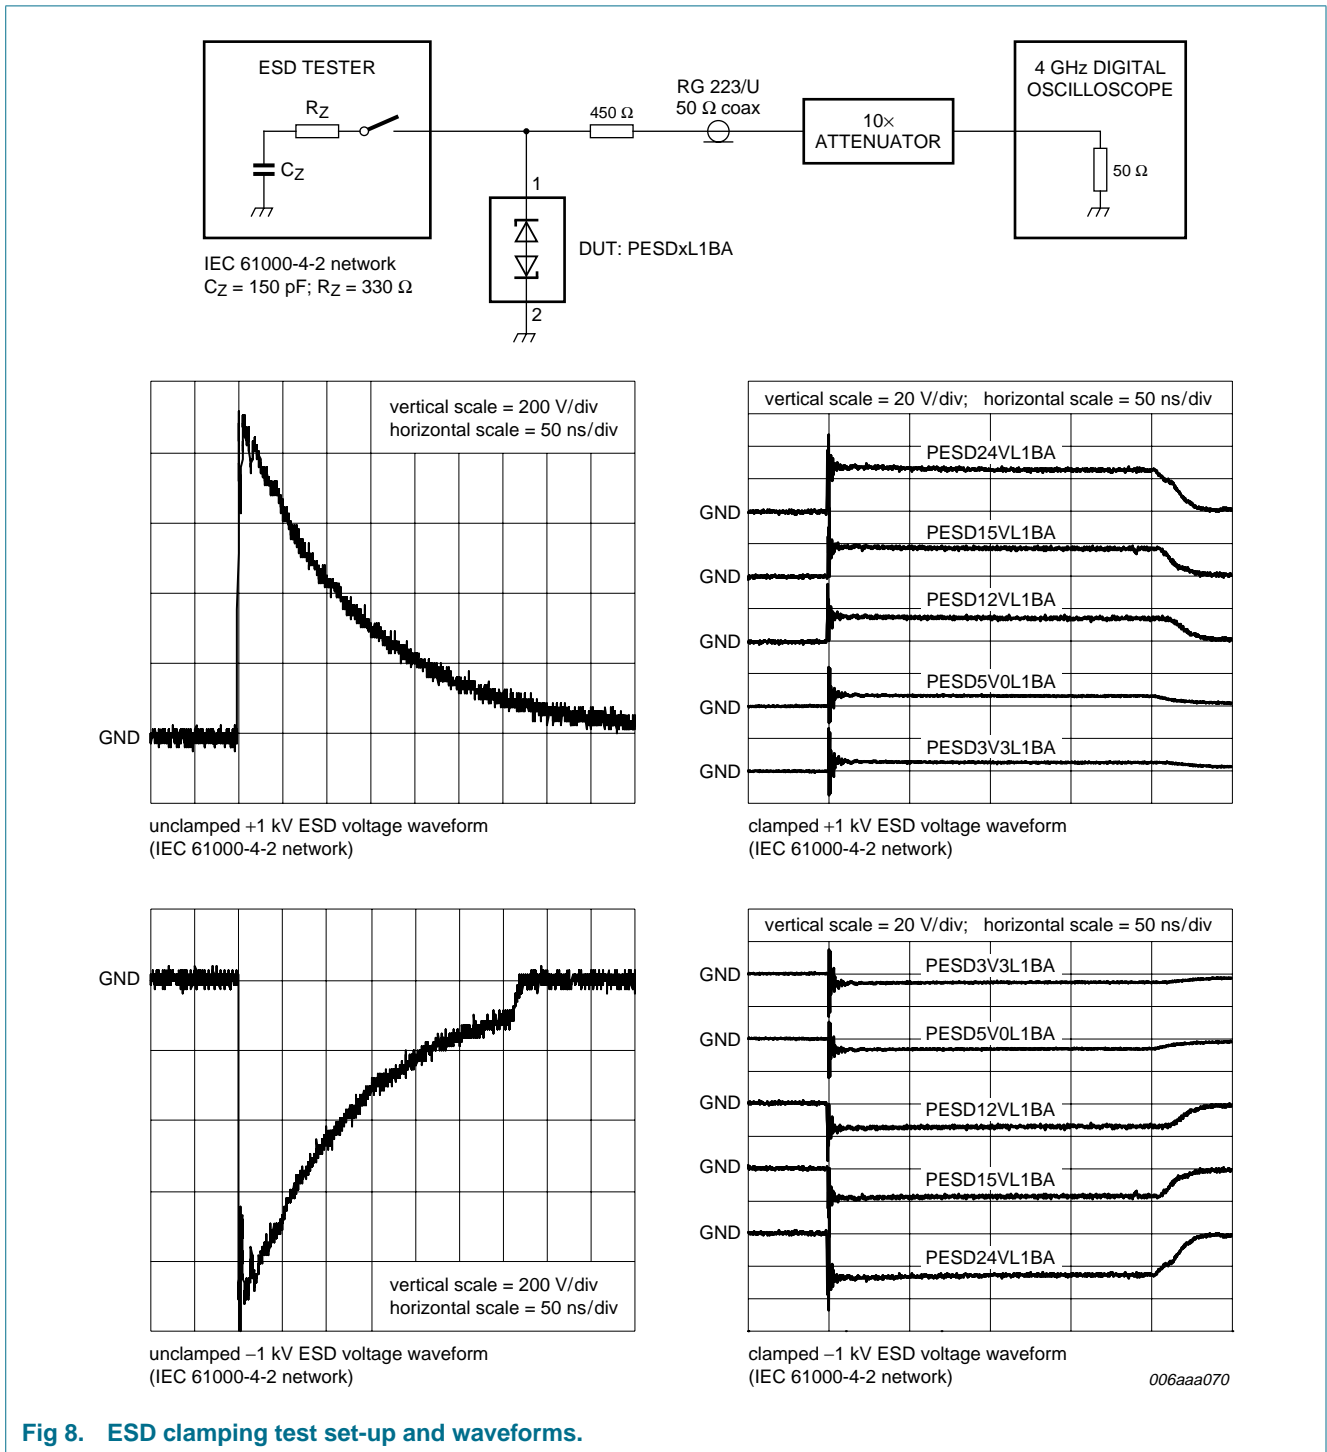 ESD TESTER
RZ
CZ
IEC 61000-4-2 network
CZ = 150 pF; RZ = 330 Ω
450 Ω
RG 223/U
50 Ω coax
10×
ATTENUATOR
4 GHz DIGITAL
OSCILLOSCOPE
50 Ω
1
DUT: PESDxL1BA
2
vertical scale = 200 V/div
horizontal scale = 50 ns/div
GND
unclamped +1 kV ESD voltage waveform
(IEC 61000-4-2 network)
vertical scale = 20 V/div; horizontal scale = 50 ns/div
PESD24VL1BA
GND
PESD15VL1BA
GND
PESD12VL1BA
GND
PESD5V0L1BA
GND
PESD3V3L1BA
GND
clamped +1 kV ESD voltage waveform
(IEC 61000-4-2 network)
GND
vertical scale = 200 V/div
horizontal scale = 50 ns/div
unclamped −1 kV ESD voltage waveform
(IEC 61000-4-2 network)
vertical scale = 20 V/div; horizontal scale = 50 ns/div
GND
PESD3V3L1BA
GND
PESD5V0L1BA
GND
PESD12VL1BA
GND
PESD15VL1BA
GND
PESD24VL1BA
clamped −1 kV ESD voltage waveform
(IEC 61000-4-2 network)
006aaa070
Fig 8. ESD clamping test set-up and waveforms.